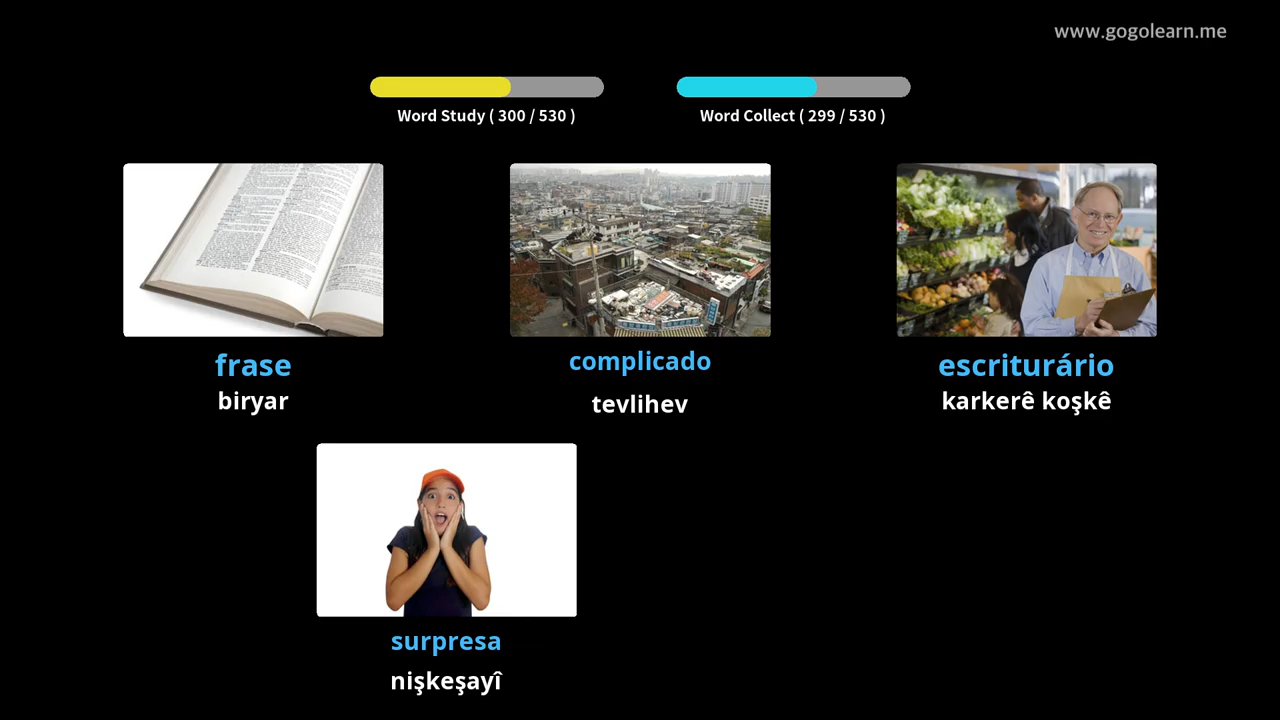 www.gogolearn.me
Word Study ( 300 / 530 )
Word Collect ( 299 / 530 )
frase
biryar
complicado
tevlihev
escriturário
karkerê koşkê
surpresa
nişkeşayî